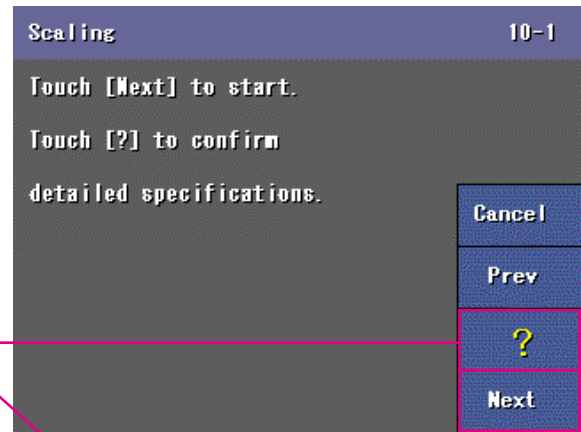 Scaling 10-1
Touch [Next] to start.
Touch [?] to confirm
detailed specifications.
Cancel
Prev
?
Next